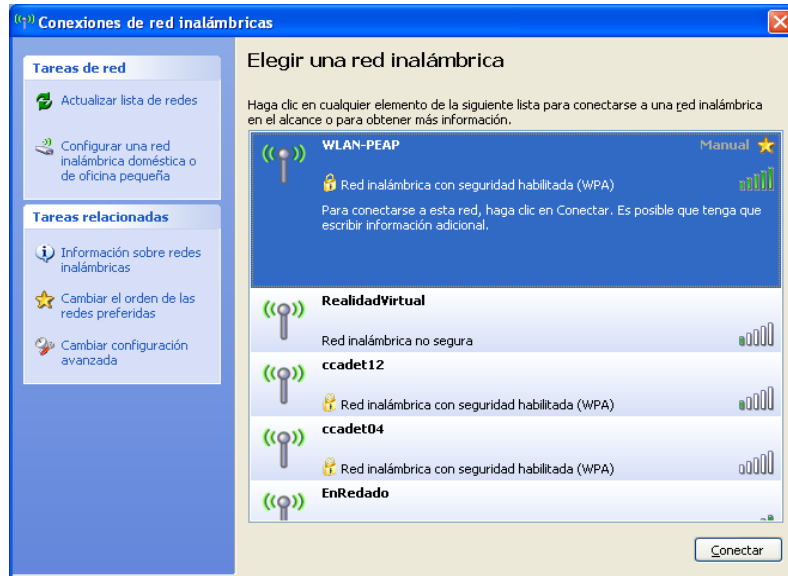 Conexiones de red inalámbricas
Tareas de red
Actualizar lista de redes
Configurar una red
inalámbrica doméstica o
de oficina pequeña
Tareas relacionadas
Información sobre redes
inalámbricas
Cambiar el orden de las
redes preferidas
Cambiar configuración
avanzada
Elegir una red inalámbrica
Haga clic en cualquier elemento de la siguiente lista para conectarse a una red inalámbrica
en el alcance o para obtener más información.
WLAN-PEAP
Manual
Red inalámbrica con seguridad habilitada (WPA)
Para conectarse a esta red, haga clic en Conectar. Es posible que tenga que
escribir información adicional.
RealidadVirtual
Red inalámbrica no segura
ccadet12
Red inalámbrica con seguridad habilitada (WPA)
ccadet04
Red inalámbrica con seguridad habilitada (WPA)
EnRedado
Conectar